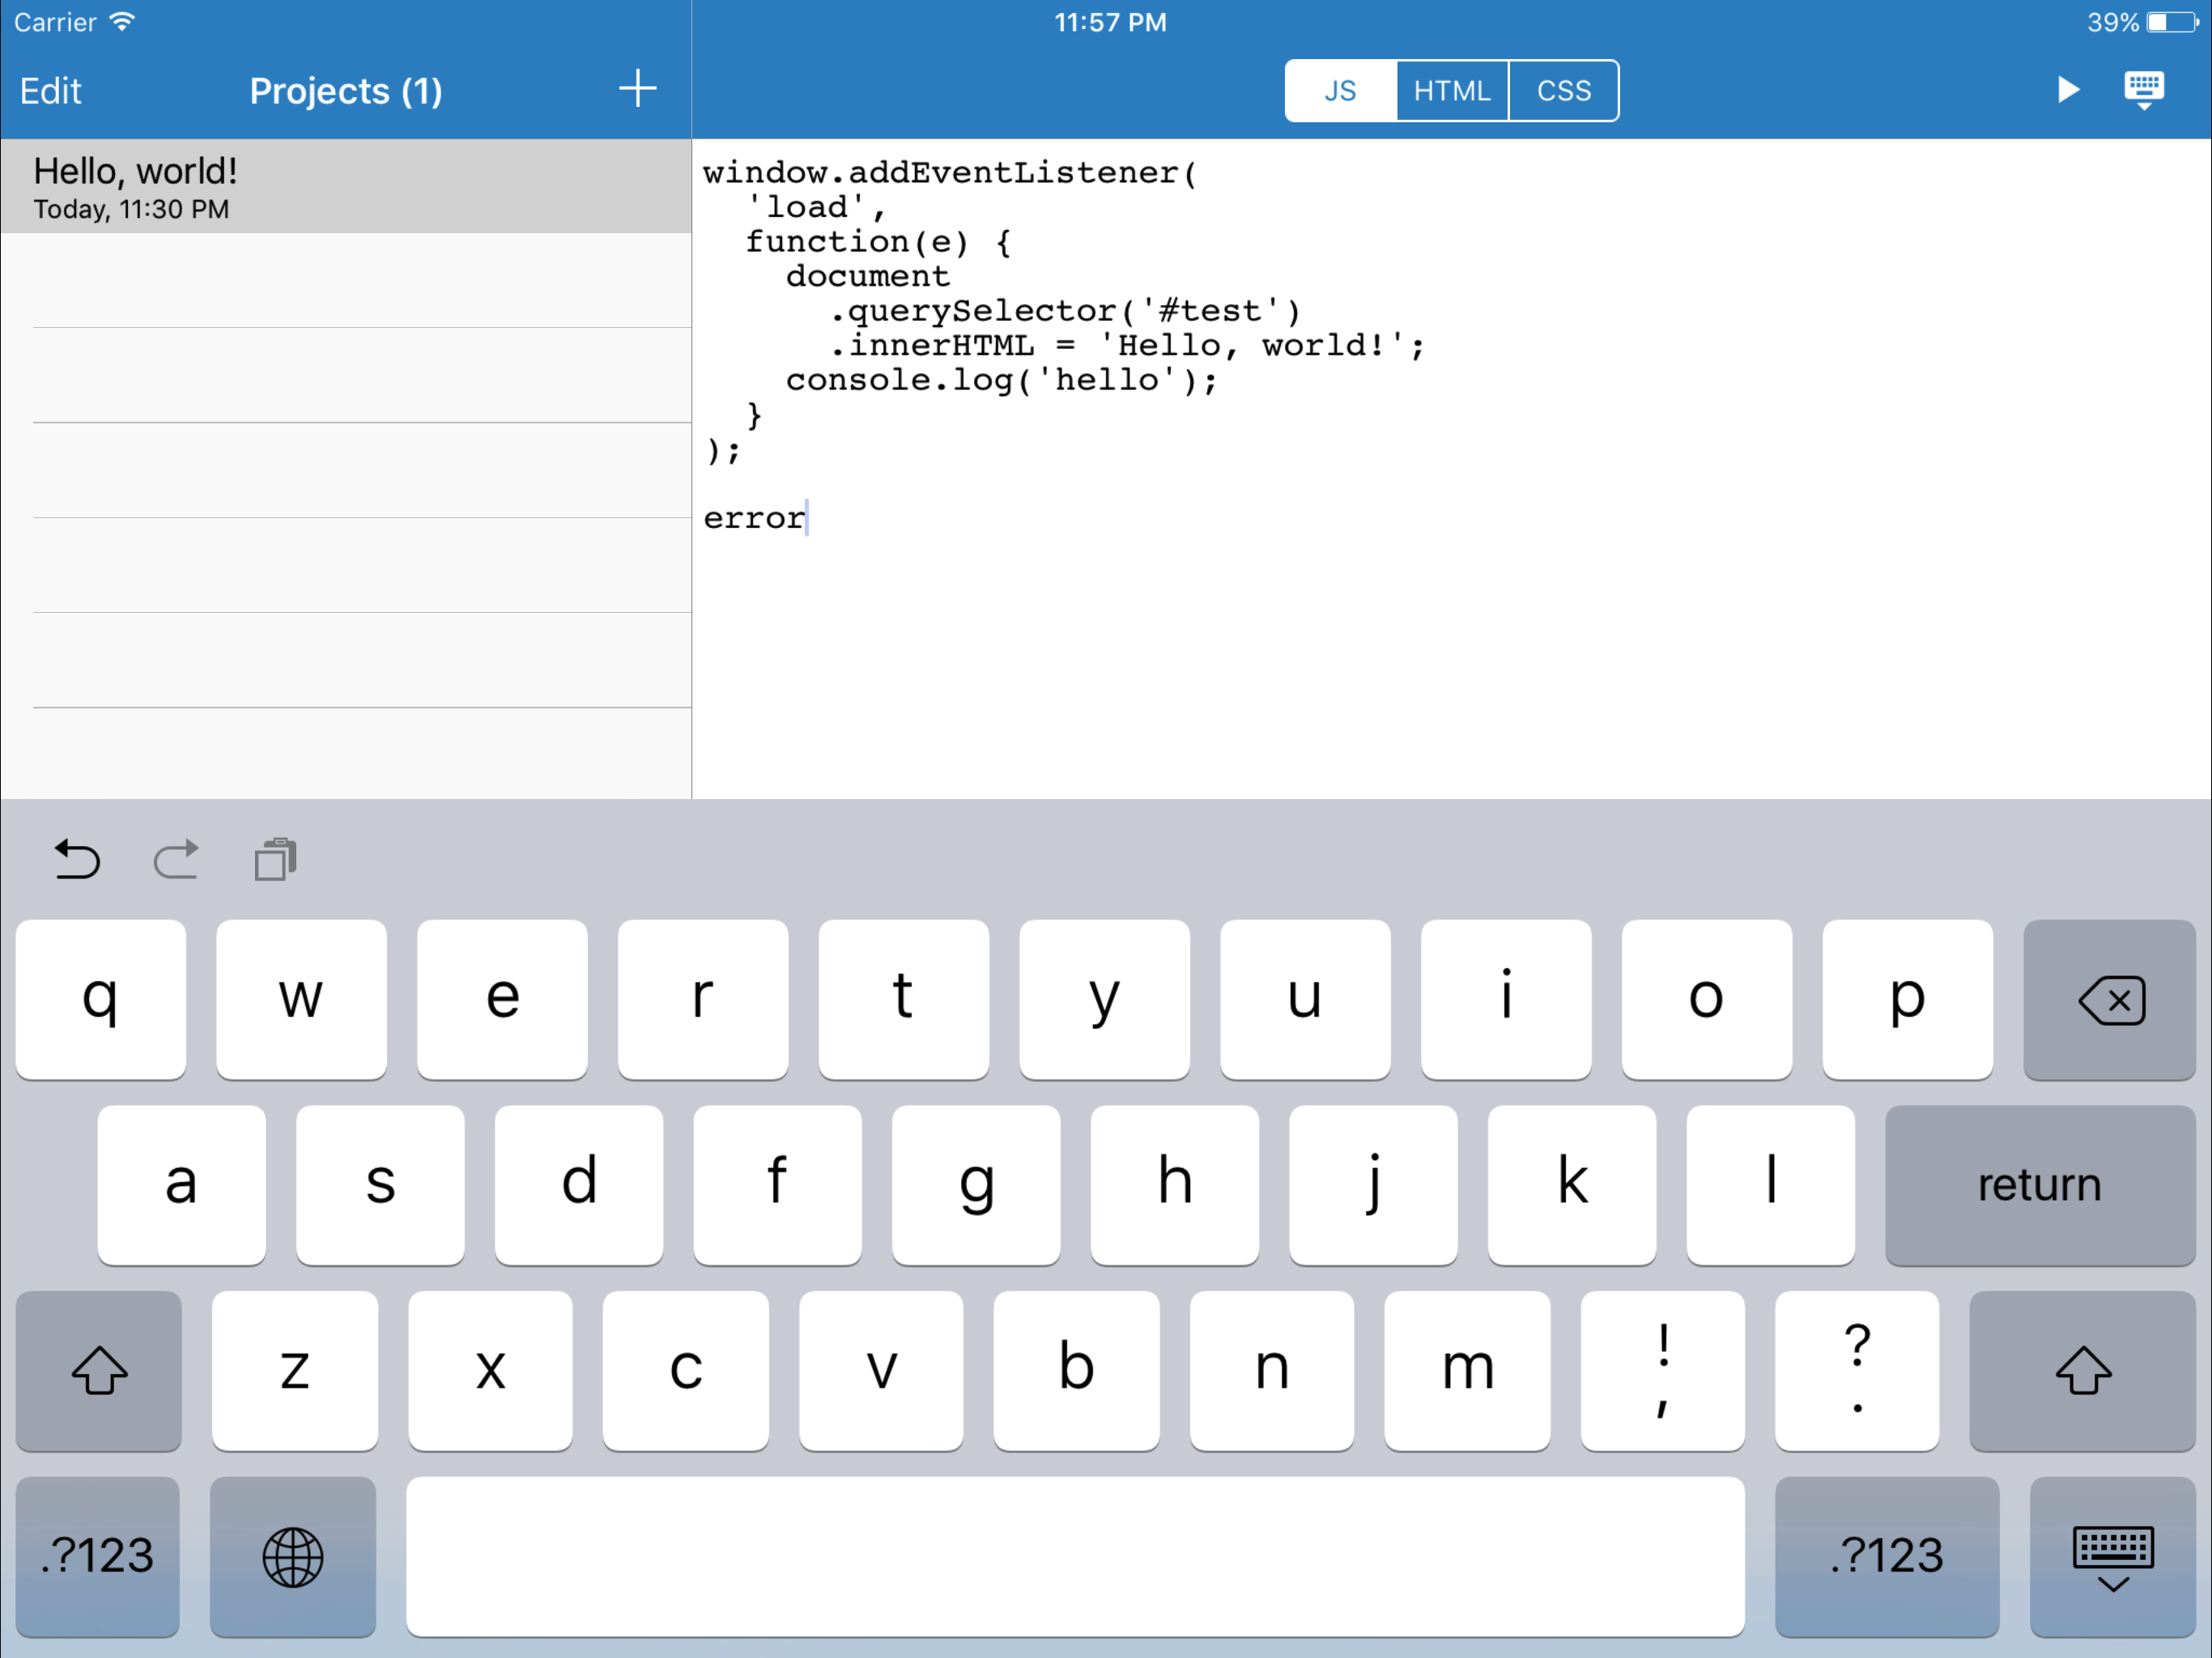 Carrier 11:57 PM 39%
Edit Projects (1) JS HTML CSS
Hello, world!
Today, 11:30 PM
window.addEventListener(
  'load',
  function(e) {
    document
      .querySelector('#test')
      .innerHTML = 'Hello, world!';
    console.log('hello');
  }
);
error
q w e r t y u i o p
a s d f g h j k l return
z x c v b n m ! , ? .
.?123 .?123